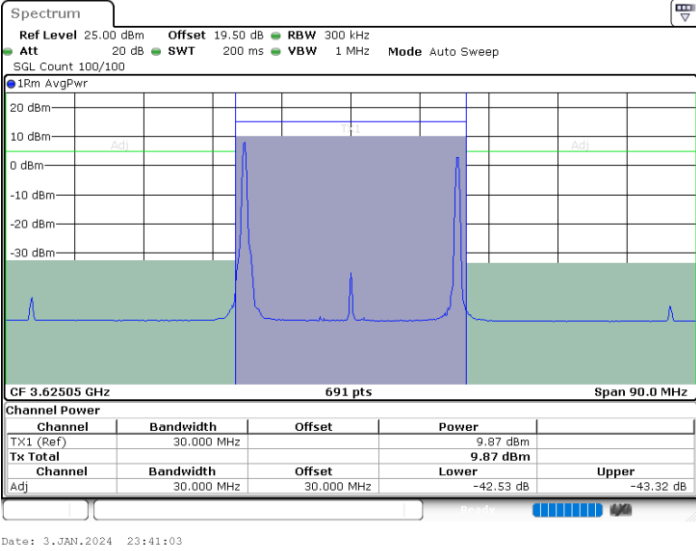 Spectrum
Ref Level 25.00 dBm Offset 19.50 dB RBW 300 kHz
Att 20 dB SWT 200 ms VBW 1 MHz Mode Auto Sweep
SGL Count 100/100
1Rm AvgPwr
20 dBm
TX1
10 dBm
Adj Adj
0 dBm
-10 dBm
-20 dBm
-30 dBm
CF 3.62505 GHz 691 pts Span 90.0 MHz
Channel Power
Channel Bandwidth Offset Power
TX1 (Ref) 30.000 MHz 9.87 dBm
Tx Total 9.87 dBm
Channel Bandwidth Offset Lower Upper
Adj 30.000 MHz 30.000 MHz -42.53 dB -43.32 dB
Ready
Date: 3.JAN.2024 23:41:03